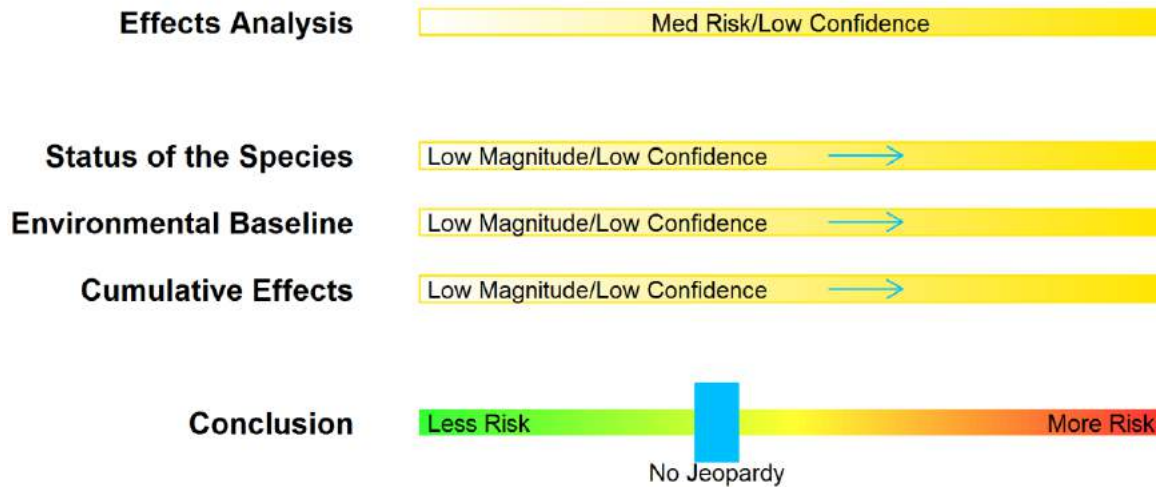 Effects Analysis Med Risk/Low Confidence
Status of the Species Low Magnitude/Low Confidence
Environmental Baseline Low Magnitude/Low Confidence
Cumulative Effects Low Magnitude/Low Confidence
Conclusion Less Risk More Risk
No Jeopardy